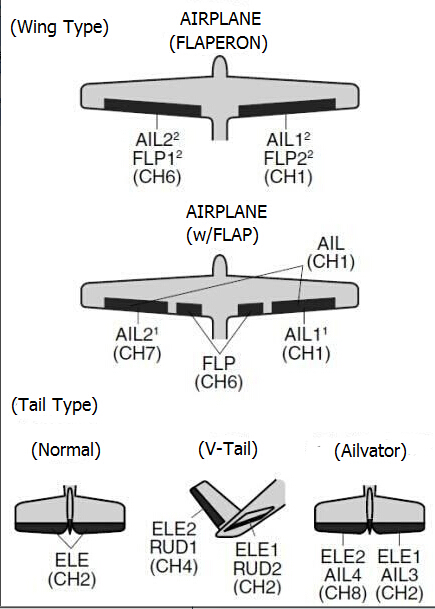 (Wing Type)
AIRPLANE
(FLAPERON)
AIL2²
FLP1²
(CH6)
AIL1²
FLP2²
(CH1)
AIRPLANE
(w/FLAP)
AIL
(CH1)
AIL2¹
(CH7)
FLP
(CH6)
AIL1¹
(CH1)
(Tail Type)
(Normal)
(V-Tail)
(Ailvator)
ELE
(CH2)
ELE2
RUD1
(CH4)
ELE1
RUD2
(CH2)
ELE2
AIL4
(CH8)
ELE1
AIL3
(CH2)